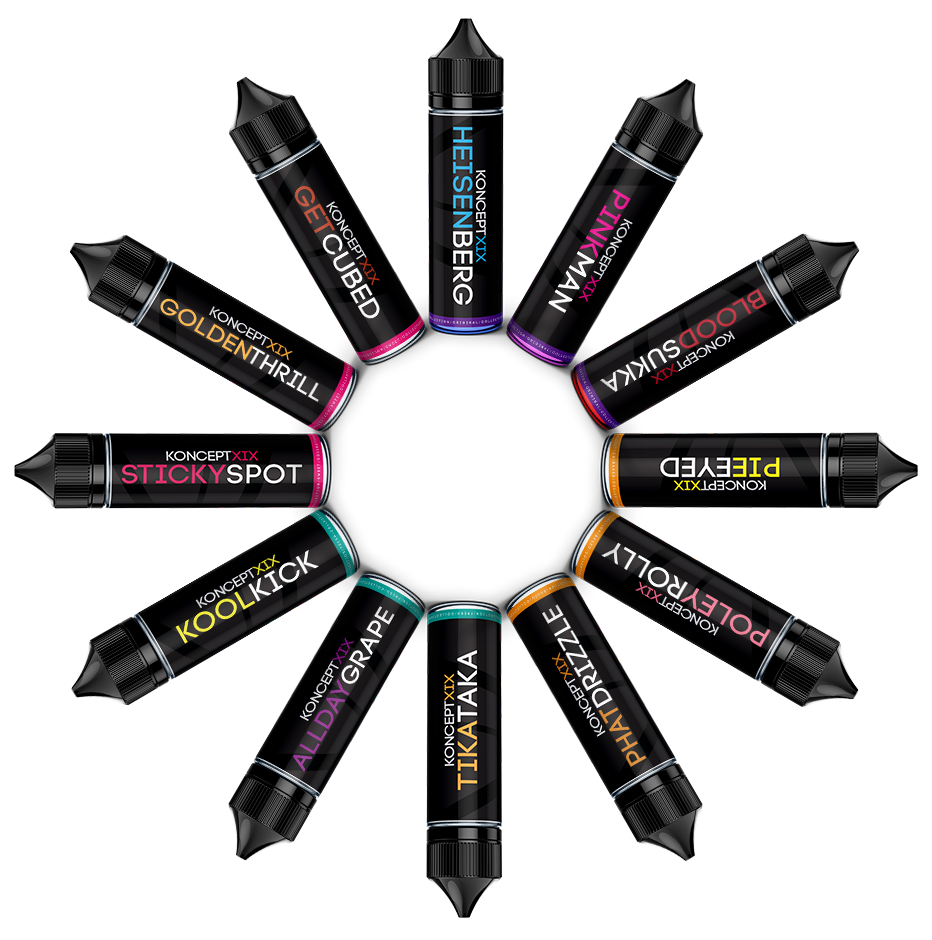 KONCEPTXIX
HEISENBERG
KONCEPTXIX
PINKMAN
KONCEPTXIX
BLOODSUKKA
KONCEPTXIX
PIEEYED
KONCEPTXIX
POLEYROLLY
KONCEPTXIX
PHATDRIZZLE
KONCEPTXIX
TIKATAKA
KONCEPTXIX
ALLDAYGRAPE
KONCEPTXIX
KOOLKICK
KONCEPTXIX
STICKYSPOT
KONCEPTXIX
GOLDENTHRILL
KONCEPTXIX
GETCUBED